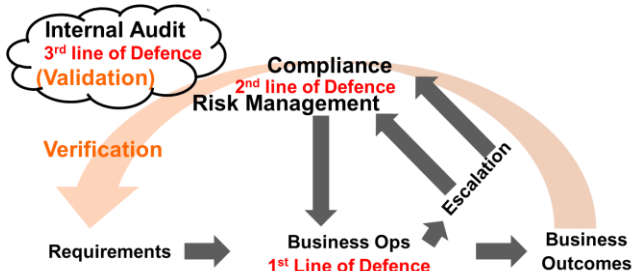 Internal Audit
3rd line of Defence
(Validation)
Compliance
2nd line of Defence
Risk Management
Verification
Escalation
Requirements
Business Ops
1st Line of Defence
Business
Outcomes